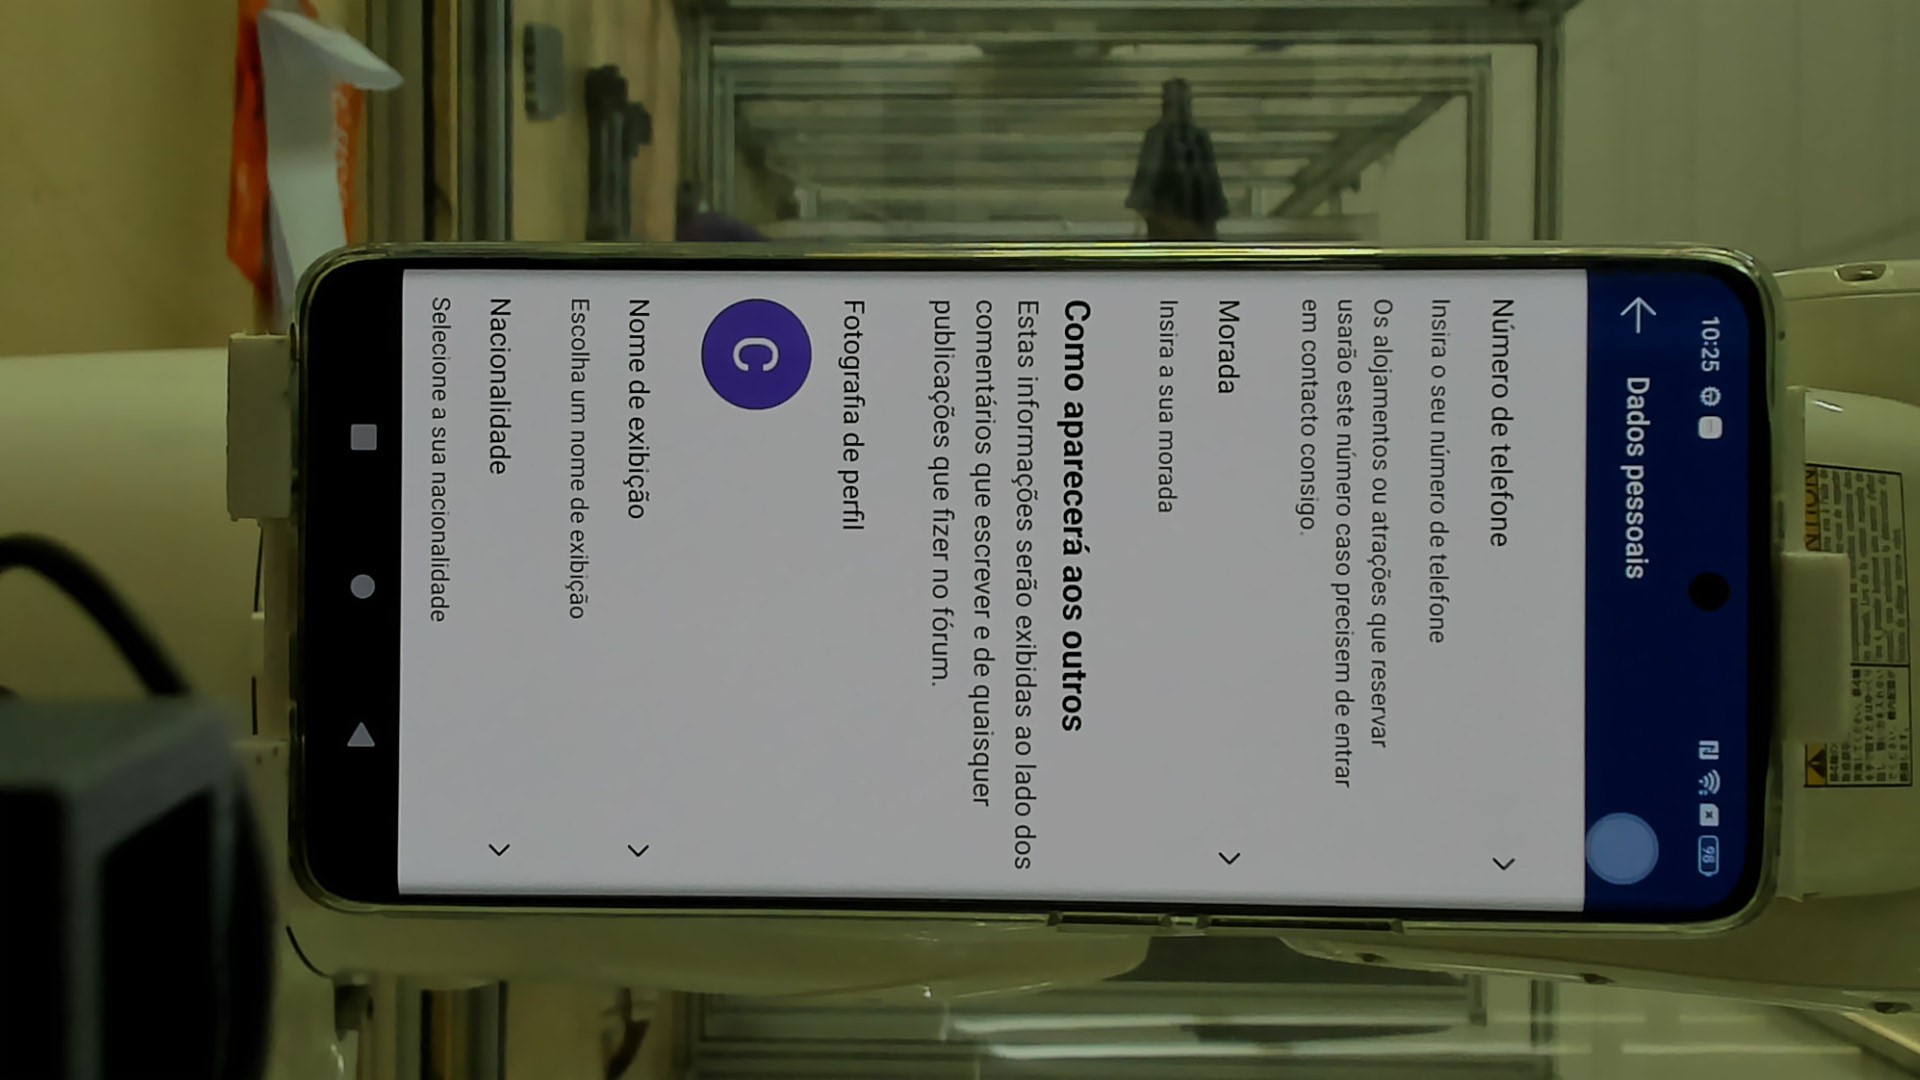 10:25
98
Dados pessoais
Número de telefone
Insira o seu número de telefone
Os alojamentos ou atrações que reservar
usarão este número caso precisem de entrar
em contacto consigo.
Morada
Insira a sua morada
Como aparecerá aos outros
Estas informações serão exibidas ao lado dos
comentários que escrever e de quaisquer
publicações que fizer no fórum.
Fotografia de perfil
C
Nome de exibição
Escolha um nome de exibição
Nacionalidade
Selecione a sua nacionalidade